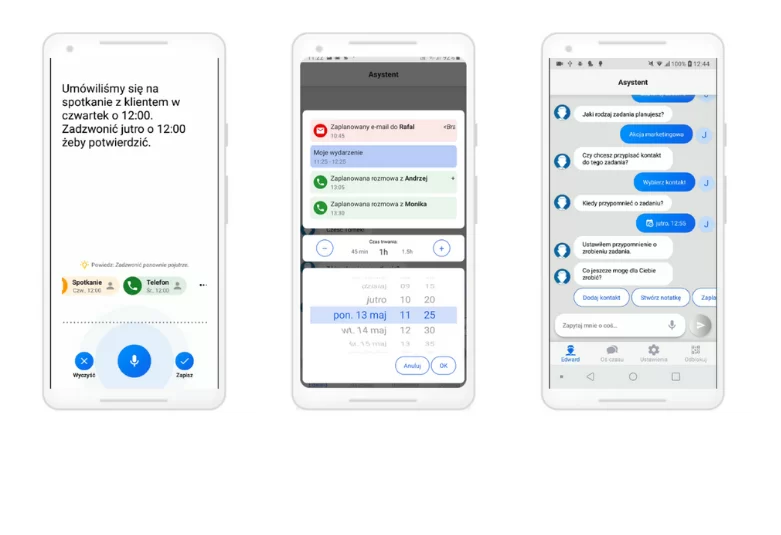 Umówiliśmy się na
spotkanie z klientem w
czwartek o 12:00.
Zadzwonić jutro o 12:00
żeby potwierdzić.
Powiedz: Zadzwonić ponownie pojutrze.
Spotkanie
Czw. 12:00
Telefon
Śr. 12:00
Wyczyść
Zapisz
Asystent
Zaplanowany e-mail do Rafał
10:45
Moje wydarzenie
11:25 - 12:25
Zaplanowana rozmowa z Andrzej
13:05
Zaplanowana rozmowa z Monika
13:30
Czas trwania
45 min 1h 1.5h
dzisiaj 09 15
jutro 10 20
pon. 13 maj 11 25
wt. 14 maj 12 30
śr. 15 maj 13 35
Anuluj
OK
100% 12:44
Asystent
Jaki rodzaj zadania planujesz?
Akcja marketingowa
J
Czy chcesz przypisać kontakt
do tego zadania?
Wybierz kontakt
J
Kiedy przypomnieć o zadaniu?
jutro, 12:55
J
Ustawiłem przypomnienie o
zrobieniu zadania.
Co jeszcze mogę dla Ciebie
zrobić?
Dodaj kontakt
Stwórz notatkę
Zapla
Zapytaj mnie o coś...
Edward
Oś czasu
Ustawienia